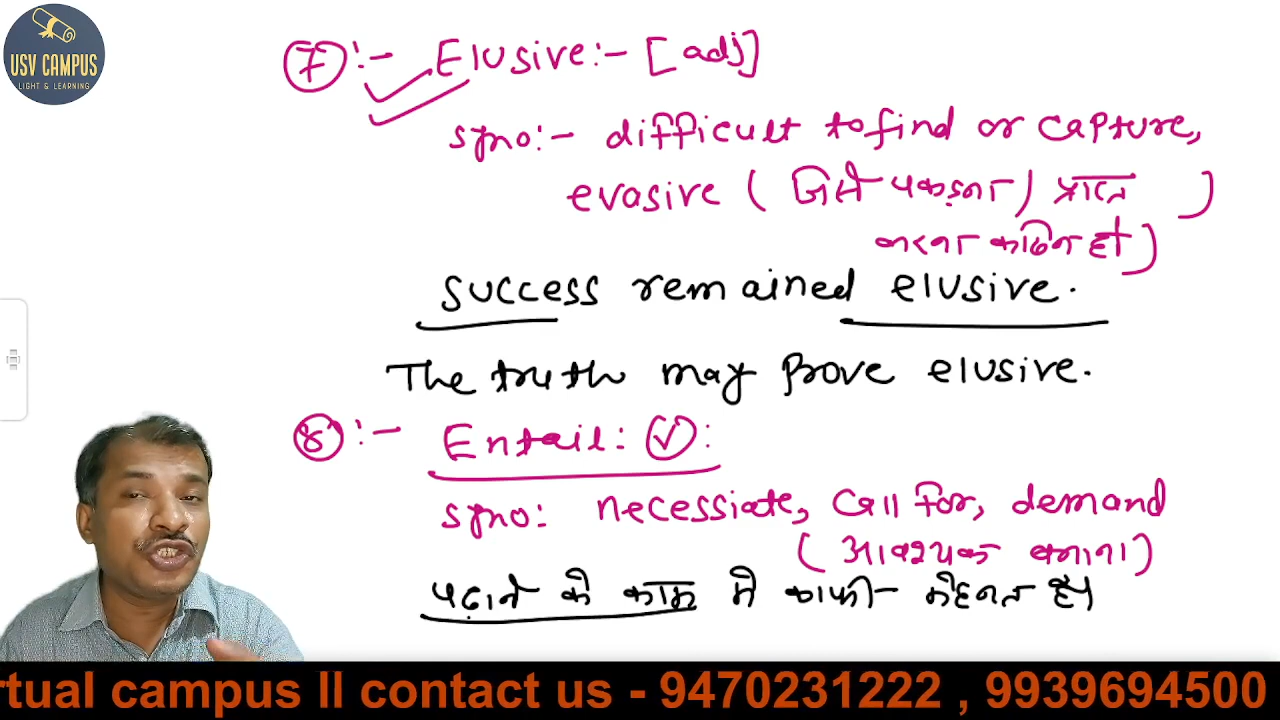 USV CAMPUS
LIGHT & LEARNING
7:- Elusive:- [adj]
syno:- difficult to find or capture,
evasive ( जिसे पकड़ना / प्राप्त )
करना कठिन हो )
success remained elusive.
The truth may prove elusive.
8:- Entail: (v):
syno: necessiate, call for, demand
( आवश्यक बनाना )
पढ़ाने के काम में काफी मेहनत है।
rtual campus II contact us - 9470231222 , 9939694500